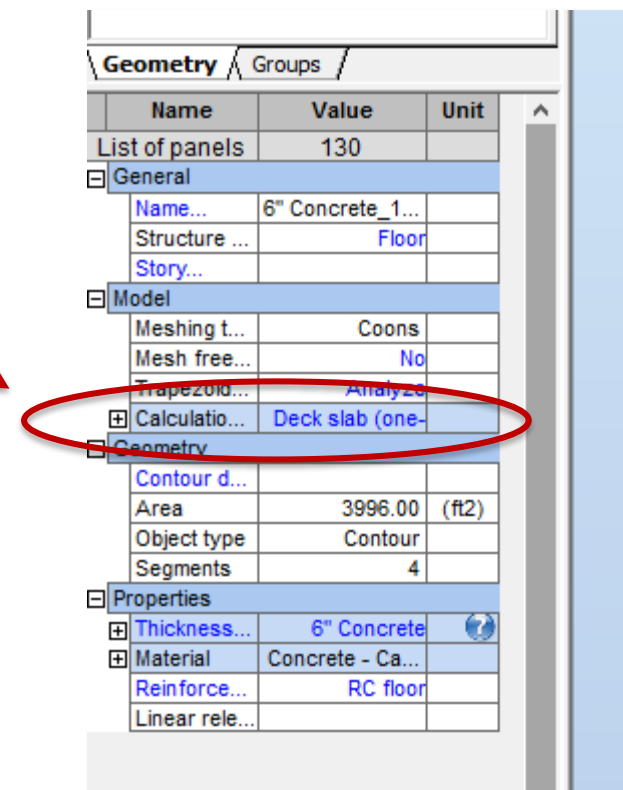 Geometry Groups
Name Value Unit
List of panels 130
General
Name... 6" Concrete_1...
Structure ... Floor
Story...
Model
Meshing t... Coons
Mesh free... No
Trapezoid... Analyze
Calculatio... Deck slab (one-
Geometry
Contour d...
Area 3996.00 (ft2)
Object type Contour
Segments 4
Properties
Thickness... 6" Concrete ?
Material Concrete - Ca...
Reinforce... RC floor
Linear rele...